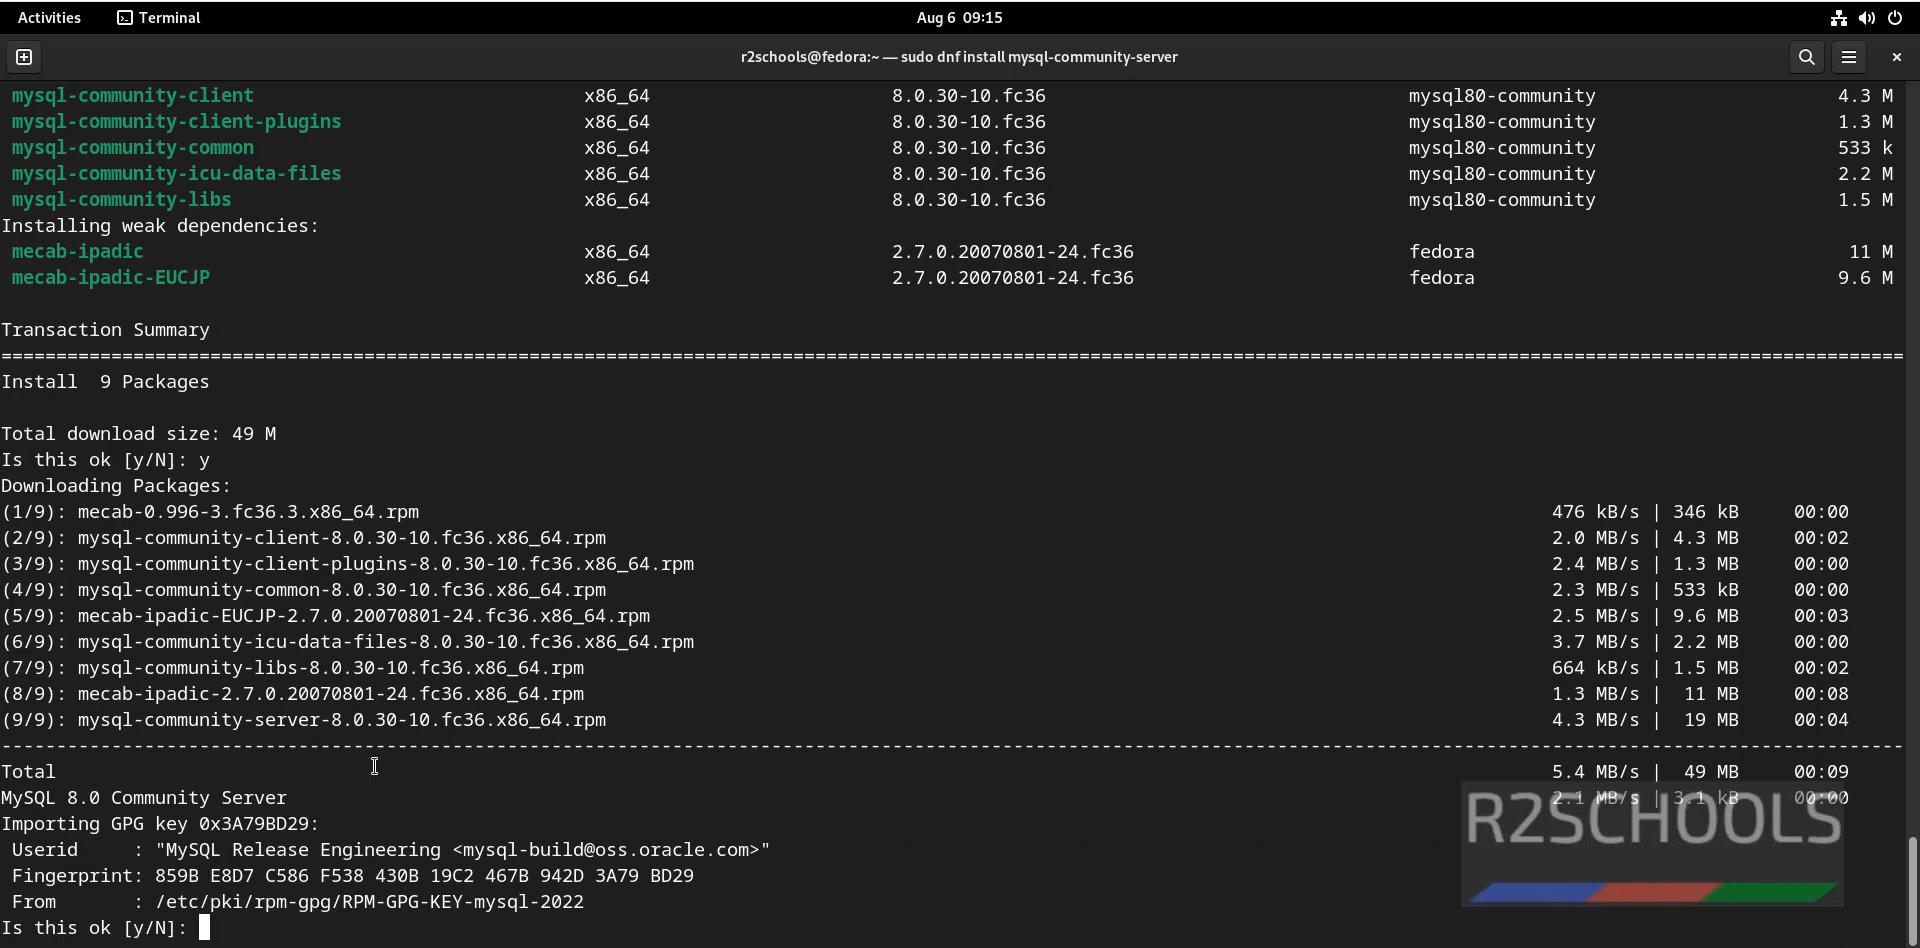 Activities Terminal Aug 6 09:15
r2schools@fedora:~ — sudo dnf install mysql-community-server
mysql-community-client x86_64 8.0.30-10.fc36 mysql80-community 4.3 M
mysql-community-client-plugins x86_64 8.0.30-10.fc36 mysql80-community 1.3 M
mysql-community-common x86_64 8.0.30-10.fc36 mysql80-community 533 k
mysql-community-icu-data-files x86_64 8.0.30-10.fc36 mysql80-community 2.2 M
mysql-community-libs x86_64 8.0.30-10.fc36 mysql80-community 1.5 M
Installing weak dependencies:
mecab-ipadic x86_64 2.7.0.20070801-24.fc36 fedora 11 M
mecab-ipadic-EUCJP x86_64 2.7.0.20070801-24.fc36 fedora 9.6 M
Transaction Summary
Install 9 Packages
Total download size: 49 M
Is this ok [y/N]: y
Downloading Packages:
(1/9): mecab-0.996-3.fc36.3.x86_64.rpm 476 kB/s | 346 kB 00:00
(2/9): mysql-community-client-8.0.30-10.fc36.x86_64.rpm 2.0 MB/s | 4.3 MB 00:02
(3/9): mysql-community-client-plugins-8.0.30-10.fc36.x86_64.rpm 2.4 MB/s | 1.3 MB 00:00
(4/9): mysql-community-common-8.0.30-10.fc36.x86_64.rpm 2.3 MB/s | 533 kB 00:00
(5/9): mecab-ipadic-EUCJP-2.7.0.20070801-24.fc36.x86_64.rpm 2.5 MB/s | 9.6 MB 00:03
(6/9): mysql-community-icu-data-files-8.0.30-10.fc36.x86_64.rpm 3.7 MB/s | 2.2 MB 00:00
(7/9): mysql-community-libs-8.0.30-10.fc36.x86_64.rpm 664 kB/s | 1.5 MB 00:02
(8/9): mecab-ipadic-2.7.0.20070801-24.fc36.x86_64.rpm 1.3 MB/s | 11 MB 00:08
(9/9): mysql-community-server-8.0.30-10.fc36.x86_64.rpm 4.3 MB/s | 19 MB 00:04
Total 5.4 MB/s | 49 MB 00:09
MySQL 8.0 Community Server 2.1 MB/s | 3.1 kB 00:00
Importing GPG key 0x3A79BD29:
Userid : "MySQL Release Engineering <mysql-build@oss.oracle.com>"
Fingerprint: 859B E8D7 C586 F538 430B 19C2 467B 942D 3A79 BD29
From : /etc/pki/rpm-gpg/RPM-GPG-KEY-mysql-2022
Is this ok [y/N]:
R2SCHOOLS